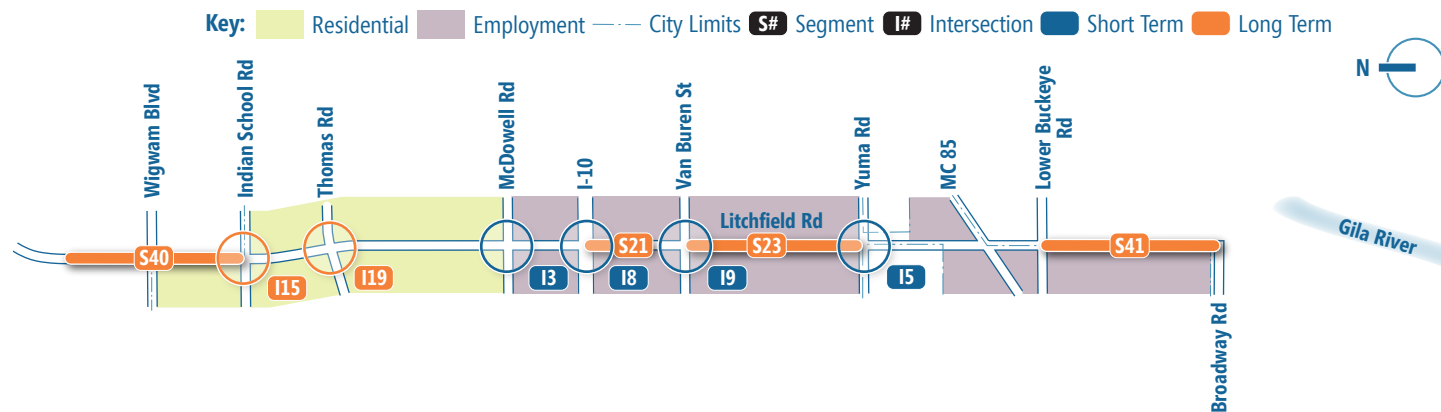 Key: Residential Employment City Limits S# Segment I# Intersection Short Term Long Term
N
Wigwam Blvd
Indian School Rd
Thomas Rd
McDowell Rd
I-10
Van Buren St
Yuma Rd
MC 85
Lower Buckeye
Rd
Litchfield Rd
Gila River
S40
S21
S23
S41
I15
I19
I3
I8
I9
I5
Broadway Rd